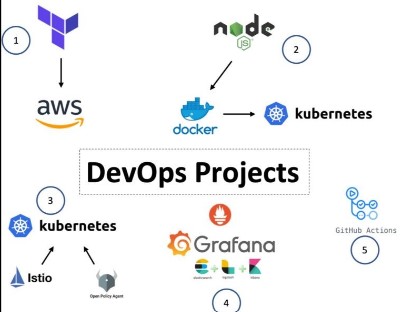 1
node
JS
2
aws
docker
kubernetes
DevOps Projects
3
kubernetes
Istio
Open Policy Agent
Grafana
4
GitHub Actions
5